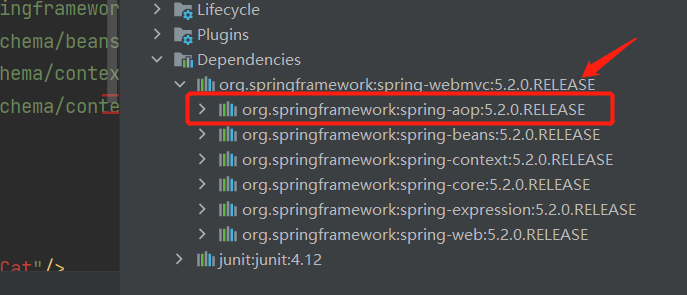 ingframewor
Lifecycle
chema/beans
Plugins
hema/context
Dependencies
chema/conte
org.springframework:spring-webmvc:5.2.0.RELEASE
org.springframework:spring-aop:5.2.0.RELEASE
org.springframework:spring-beans:5.2.0.RELEASE
org.springframework:spring-context:5.2.0.RELEASE
org.springframework:spring-core:5.2.0.RELEASE
org.springframework:spring-expression:5.2.0.RELEASE
org.springframework:spring-web:5.2.0.RELEASE
Cat"/>
junit:junit:4.12